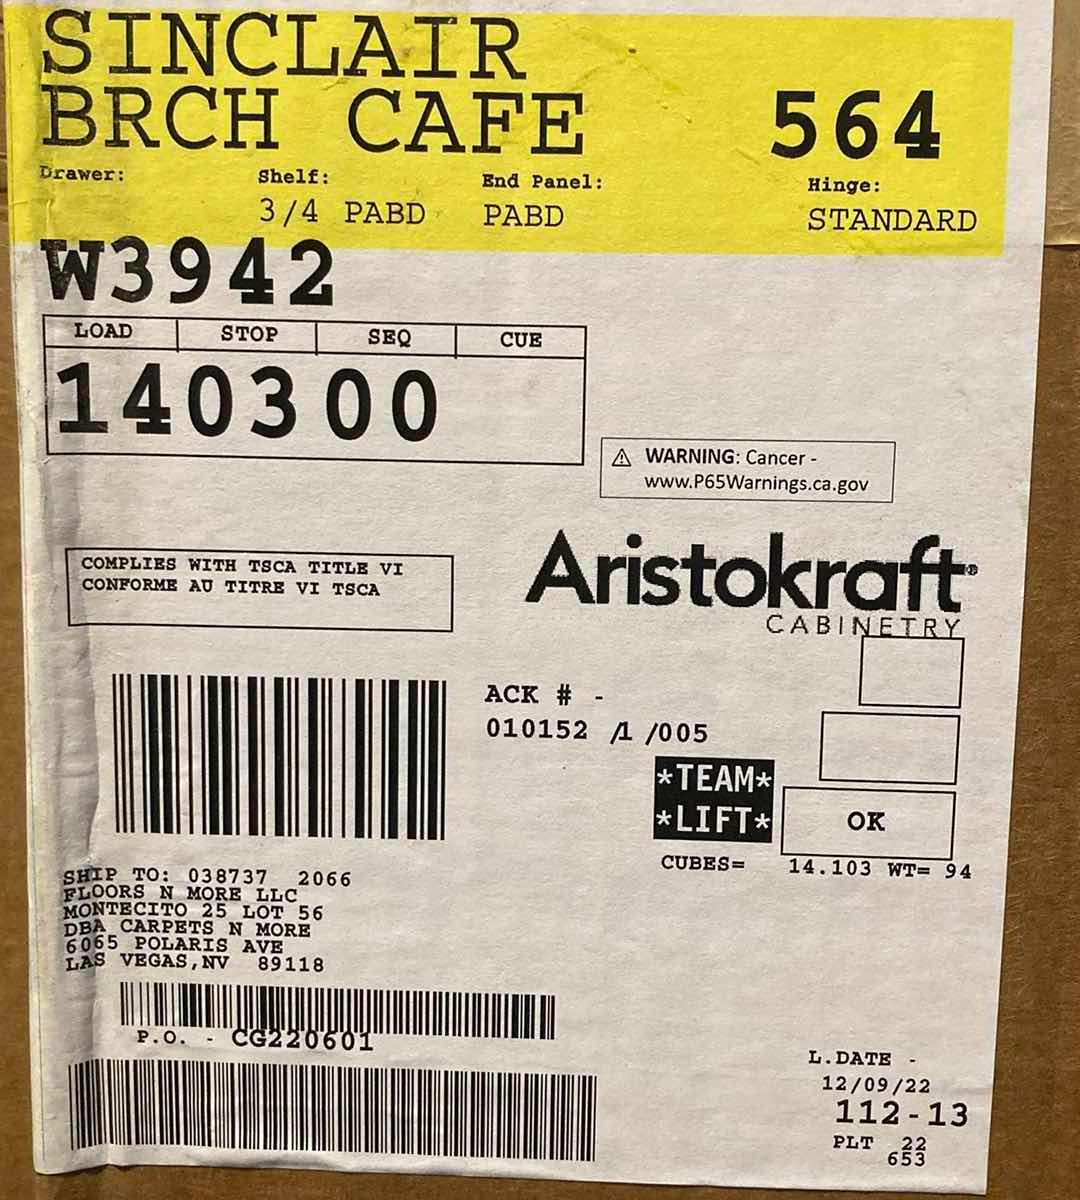 SINCLAIR
BRCH CAFE 564
Drawer: Shelf: End Panel: Hinge:
3/4 PABD PABD STANDARD
W3942
LOAD STOP SEQ CUE
140300
⚠ WARNING: Cancer -
www.P65Warnings.ca.gov
COMPLIES WITH TSCA TITLE VI
CONFORME AU TITRE VI TSCA
Aristokraft®
CABINETRY
ACK # -
010152 /1 /005
*TEAM*
*LIFT*
OK
CUBES= 14.103 WT= 94
SHIP TO: 038737 2066
FLOORS N MORE LLC
MONTECITO 25 LOT 56
DBA CARPETS N MORE
6065 POLARIS AVE
LAS VEGAS,NV 89118
P.O. - CG220601
L.DATE -
12/09/22
112-13
PLT 22
653